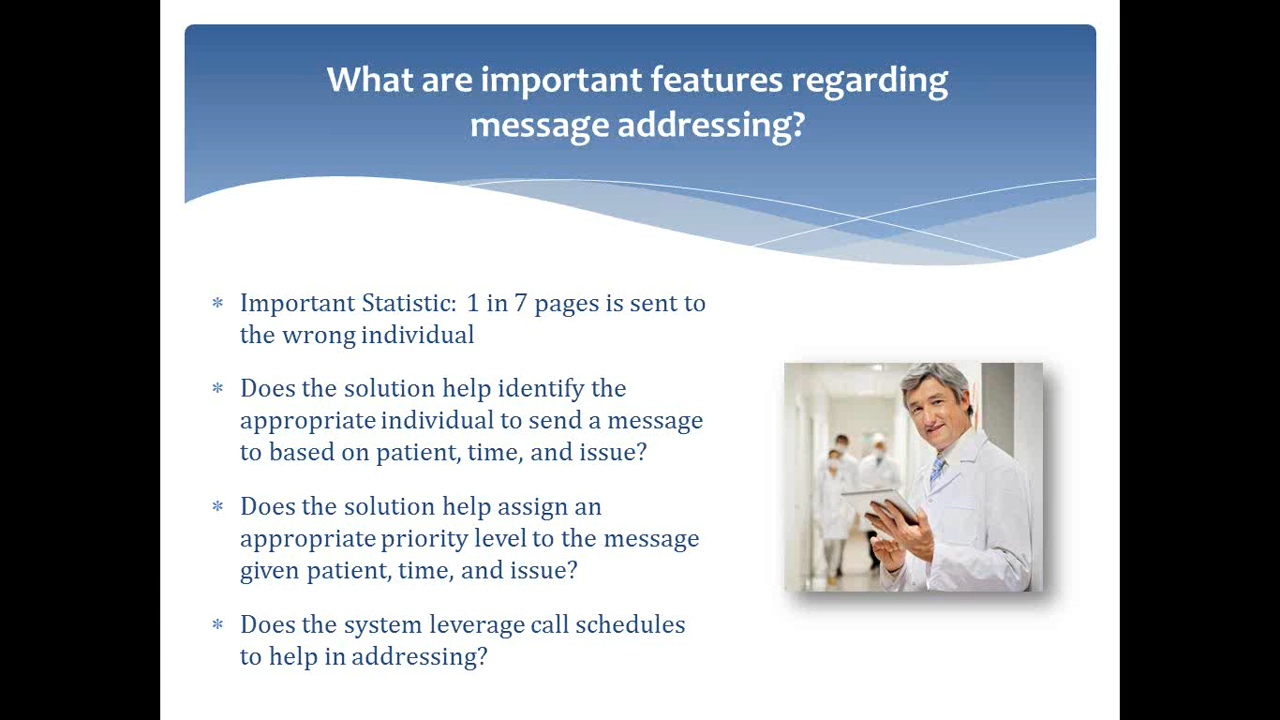 What are important features regarding
message addressing?
* Important Statistic: 1 in 7 pages is sent to
the wrong individual
* Does the solution help identify the
appropriate individual to send a message
to based on patient, time, and issue?
* Does the solution help assign an
appropriate priority level to the message
given patient, time, and issue?
* Does the system leverage call schedules
to help in addressing?